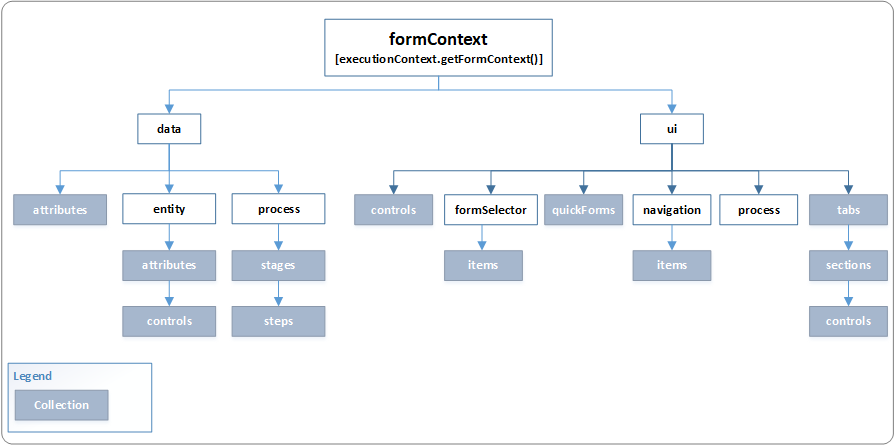 formContext
[executionContext.getFormContext()]
data
ui
attributes
entity
process
controls
formSelector
quickForms
navigation
process
tabs
attributes
stages
items
items
sections
controls
steps
controls
Legend
Collection